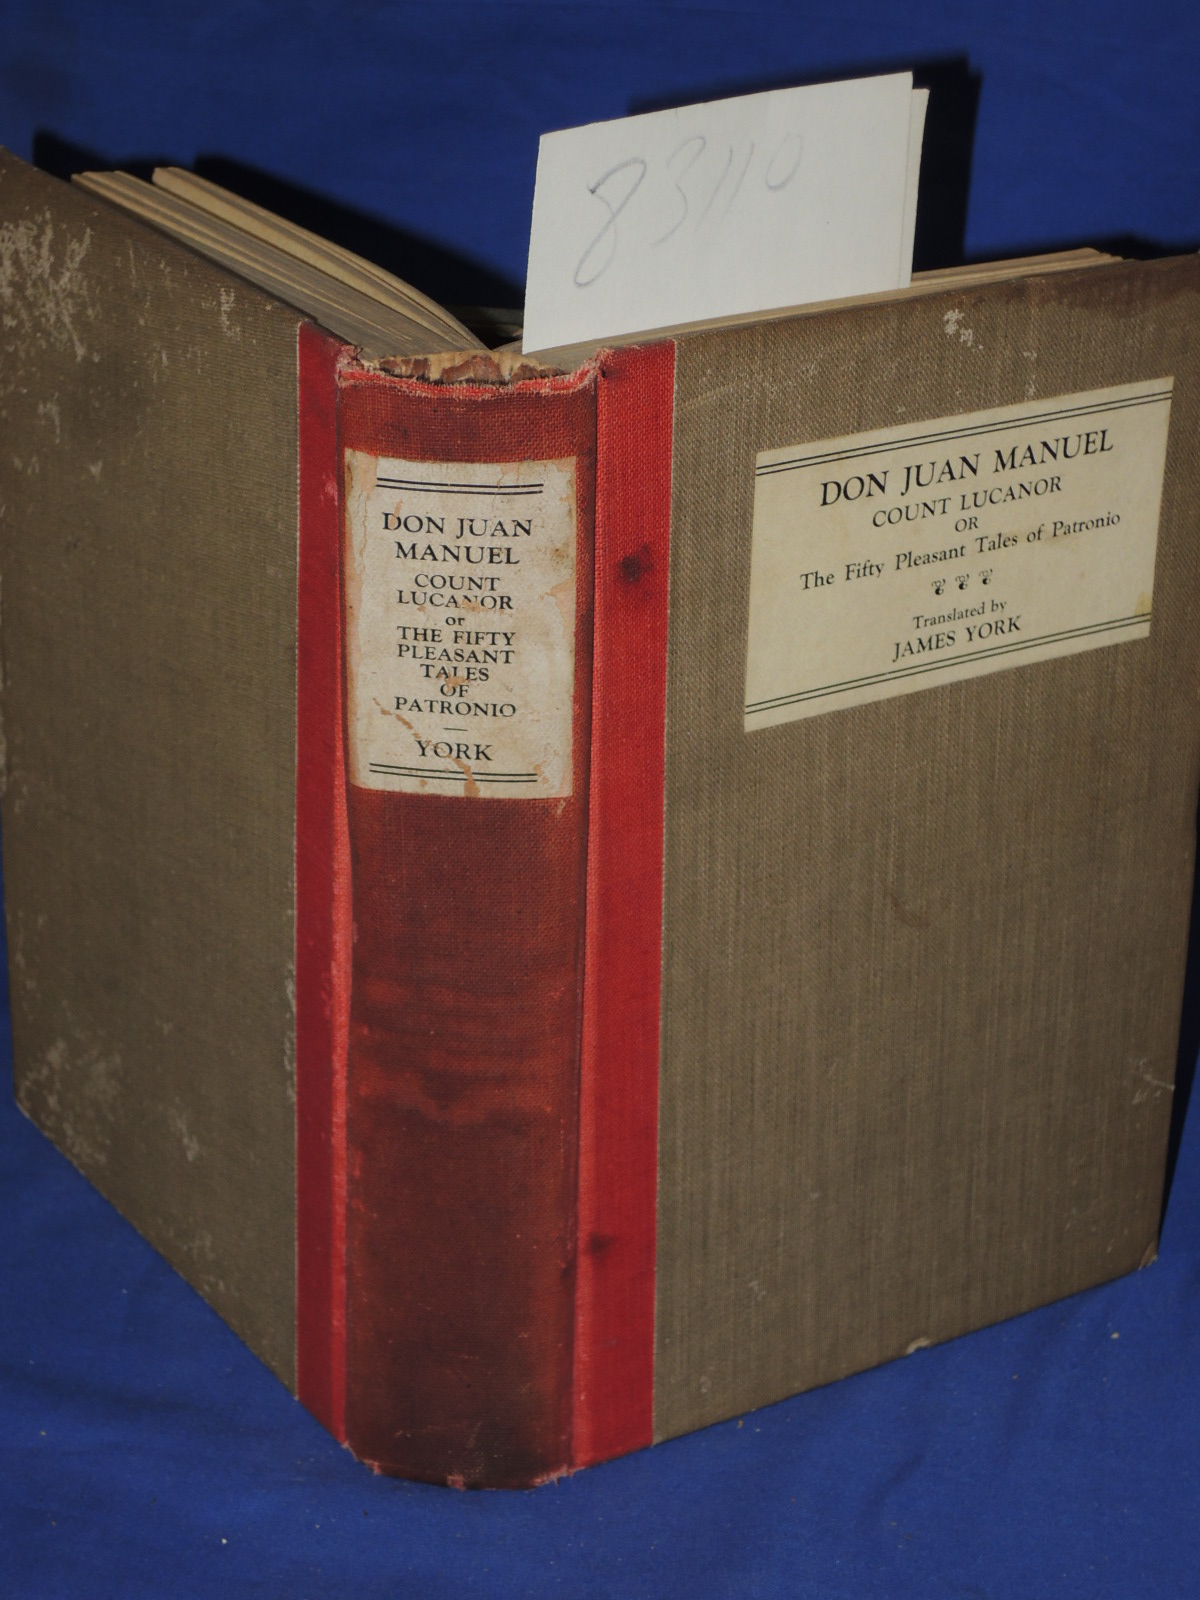 83110
DON JUAN
MANUEL
COUNT
LUCANOR
or
THE FIFTY
PLEASANT
TALES
OF
PATRONIO
YORK
DON JUAN MANUEL
COUNT LUCANOR
OR
The Fifty Pleasant Tales of Patronio
Translated by
JAMES YORK